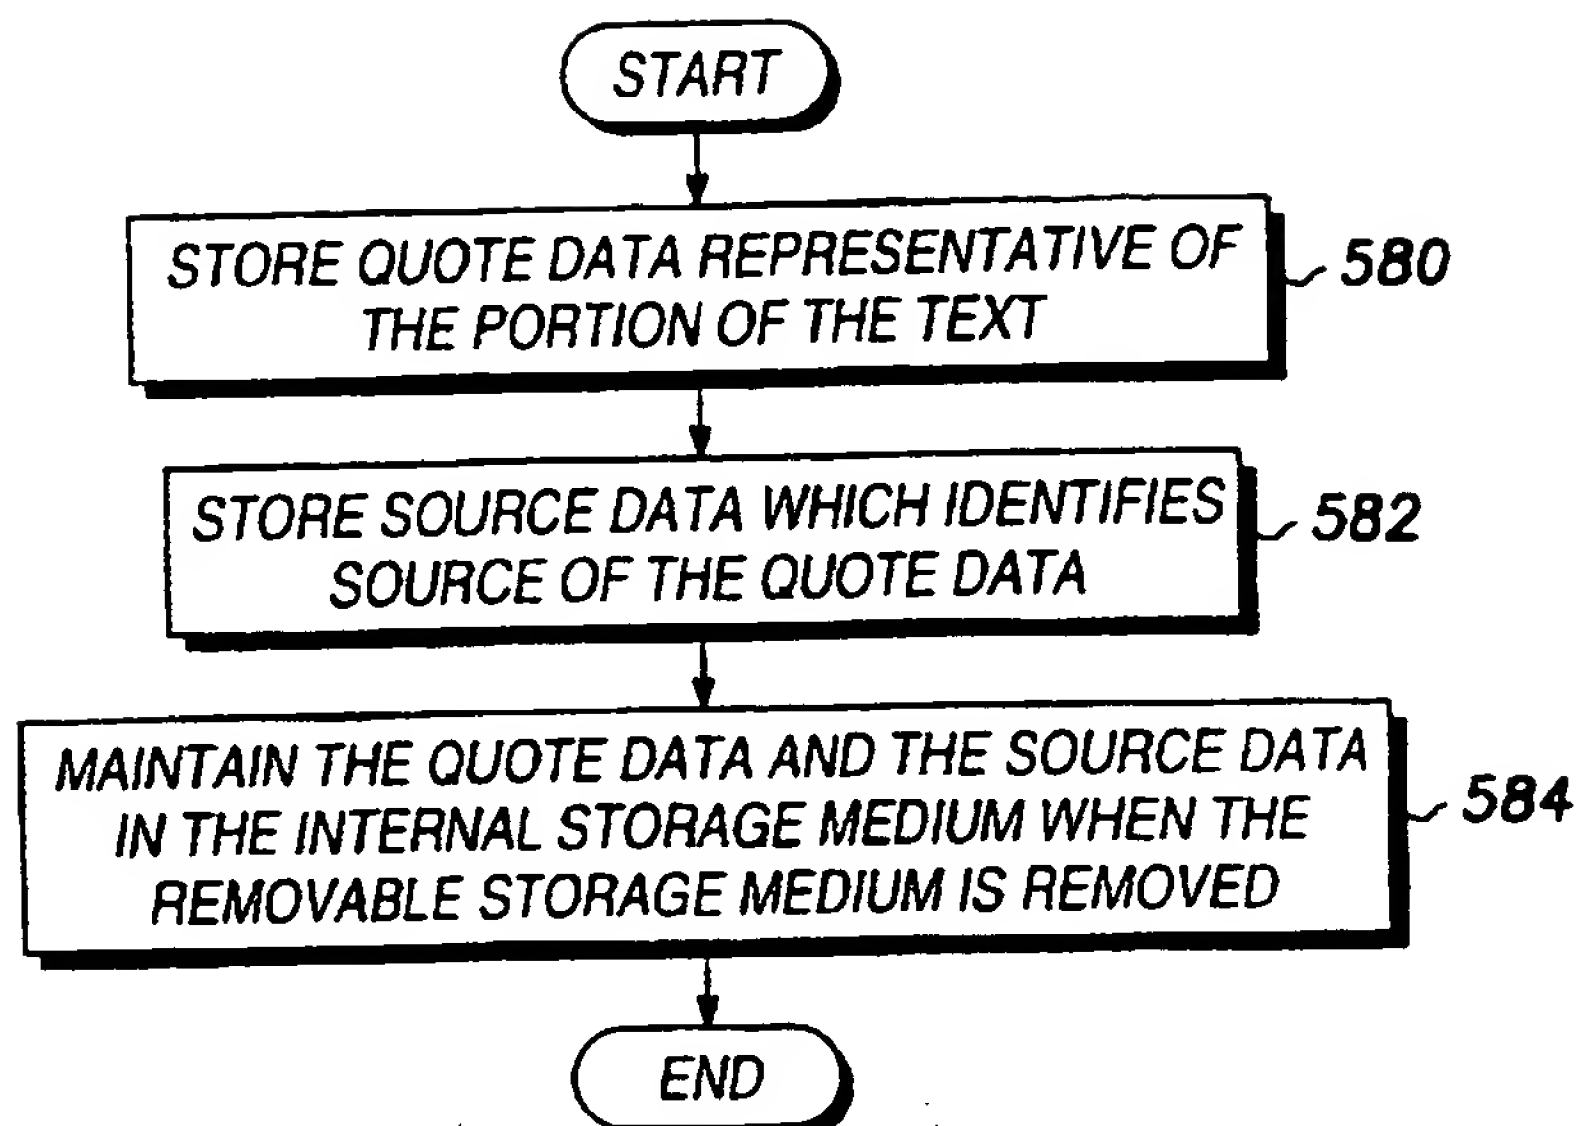 START
STORE QUOTE DATA REPRESENTATIVE OF
THE PORTION OF THE TEXT
580
STORE SOURCE DATA WHICH IDENTIFIES
SOURCE OF THE QUOTE DATA
582
MAINTAIN THE QUOTE DATA AND THE SOURCE DATA
IN THE INTERNAL STORAGE MEDIUM WHEN THE
REMOVABLE STORAGE MEDIUM IS REMOVED
584
END